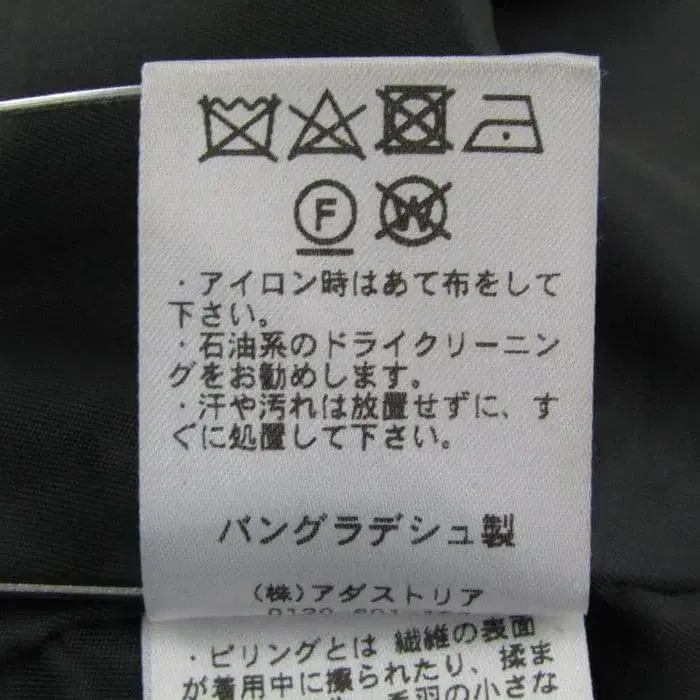 F
W
・アイロン時はあて布をして
下さい。
・石油系のドライクリーニン
グをお勧めします。
・汗や汚れは放置せずに、す
ぐに処置して下さい。
バングラデシュ製
(株)アダストリア
・ピリングとは 繊維の表面
が着用中に擦られたり、揉ま